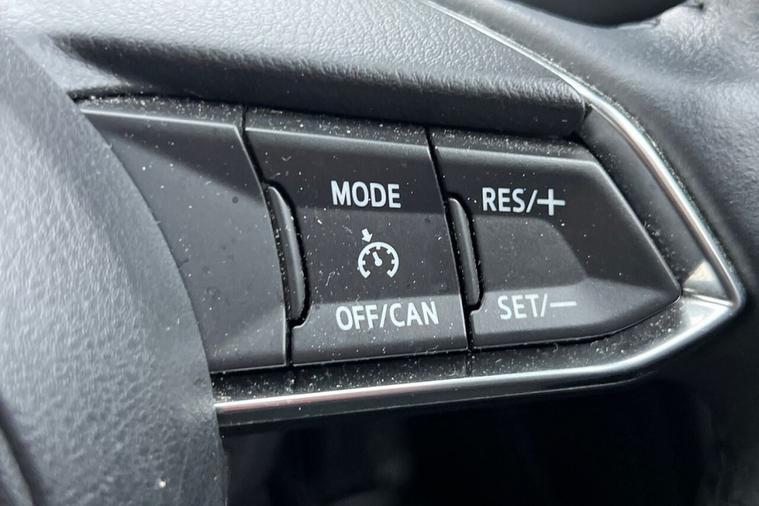 MODE
OFF/CAN
RES/+
SET/—